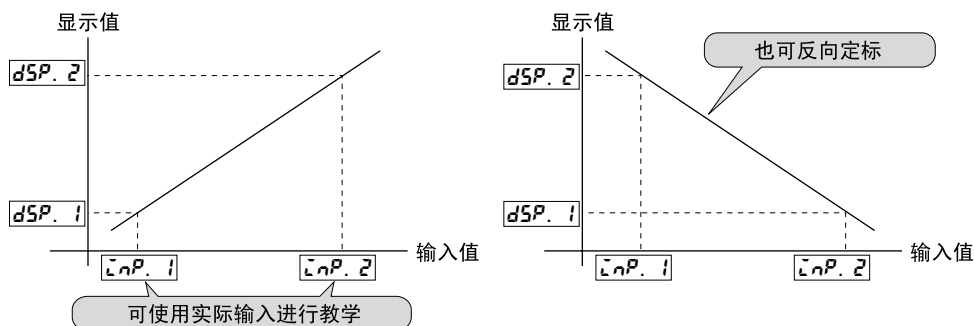 显示值
dSP. 2
dSP. 1
inP. 1
inP. 2
输入值
可使用实际输入进行教学
显示值
也可反向定标
dSP. 2
dSP. 1
inP. 1
inP. 2
输入值